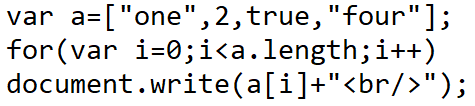 var a=["one",2,true,"four"];
for(var i=0;i<a.length;i++)
document.write(a[i]+"<br/>");